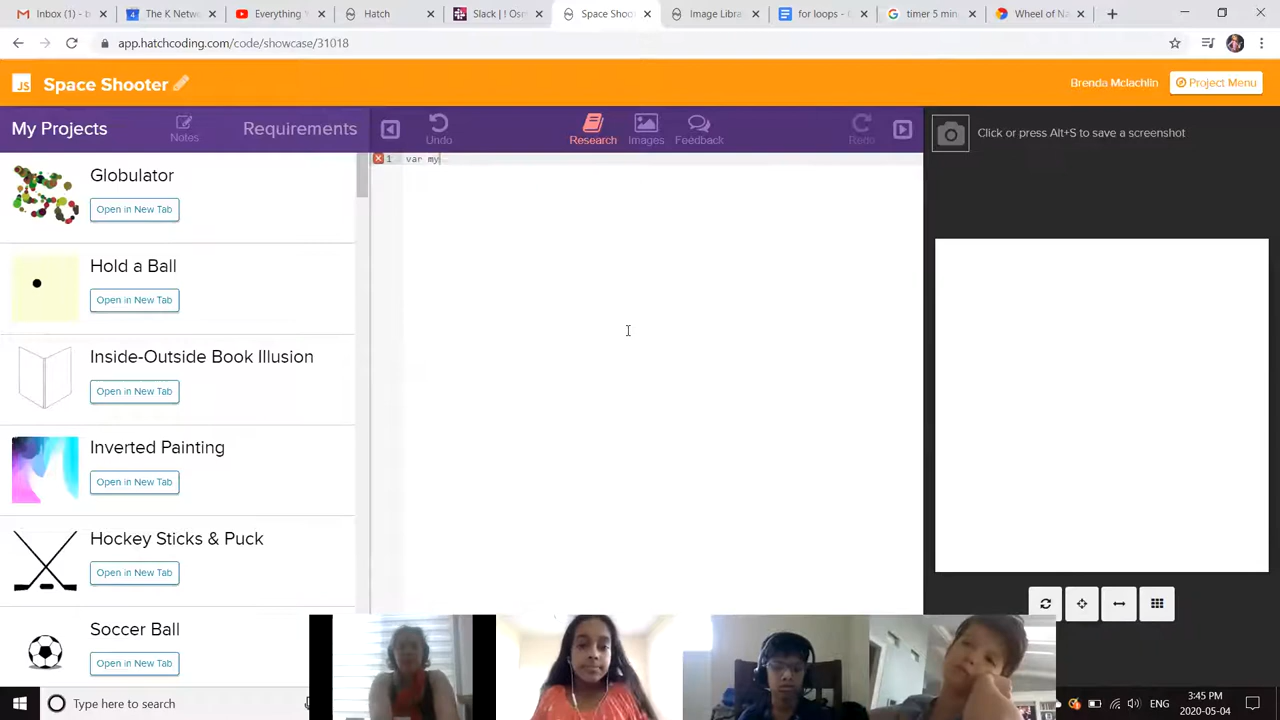 Inbox (1) -
The K Netw
Everything
Hatch
Slack | ! Osm
Space Shoo
Image Libra
for loops - G
timer 5 min
Wheel of Na
app.hatchcoding.com/code/showcase/31018
JS
Space Shooter
Brenda Mclachlin
Project Menu
My Projects
Notes
Requirements
Undo
Research
Images
Feedback
Redo
Click or press Alt+S to save a screenshot
1 var my
Globulator
Open in New Tab
Hold a Ball
Open in New Tab
Inside-Outside Book Illusion
Open in New Tab
Inverted Painting
Open in New Tab
Hockey Sticks & Puck
Open in New Tab
Soccer Ball
Open in New Tab
Type here to search
ENG
3:45 PM
2020-05-04